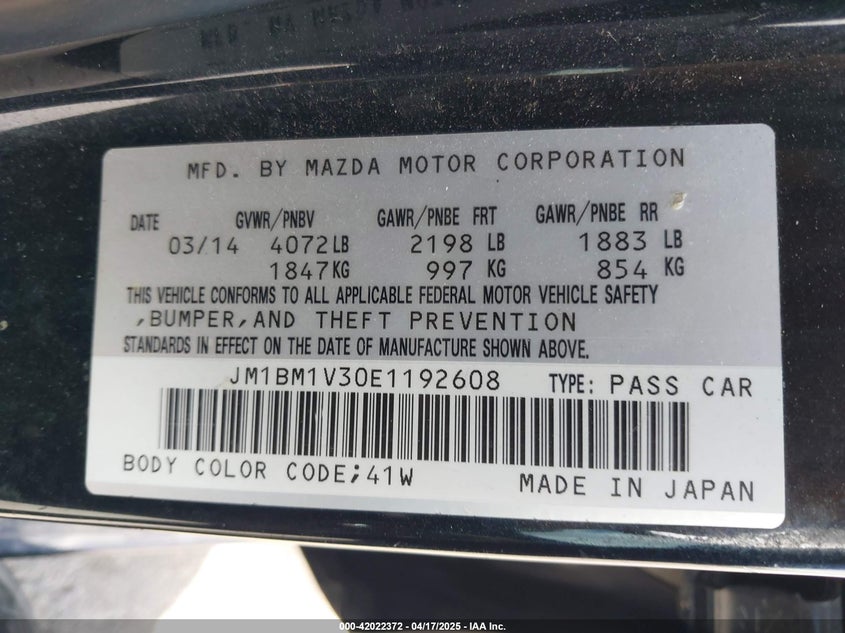 MFD. BY MAZDA MOTOR CORPORATION
DATE GVWR/PNBV GAWR/PNBE FRT GAWR/PNBE RR
03/14 4072LB 2198 LB 1883 LB
1847KG 997 KG 854 KG
THIS VEHICLE CONFORMS TO ALL APPLICABLE FEDERAL MOTOR VEHICLE SAFETY
,BUMPER,AND THEFT PREVENTION
STANDARDS IN EFFECT ON THE DATE OF MANUFACTURE SHOWN ABOVE.
JM1BM1V30E1192608 TYPE: PASS CAR
BODY COLOR CODE;41W MADE IN JAPAN
000-42022372 - 04/17/2025 - IAA Inc.